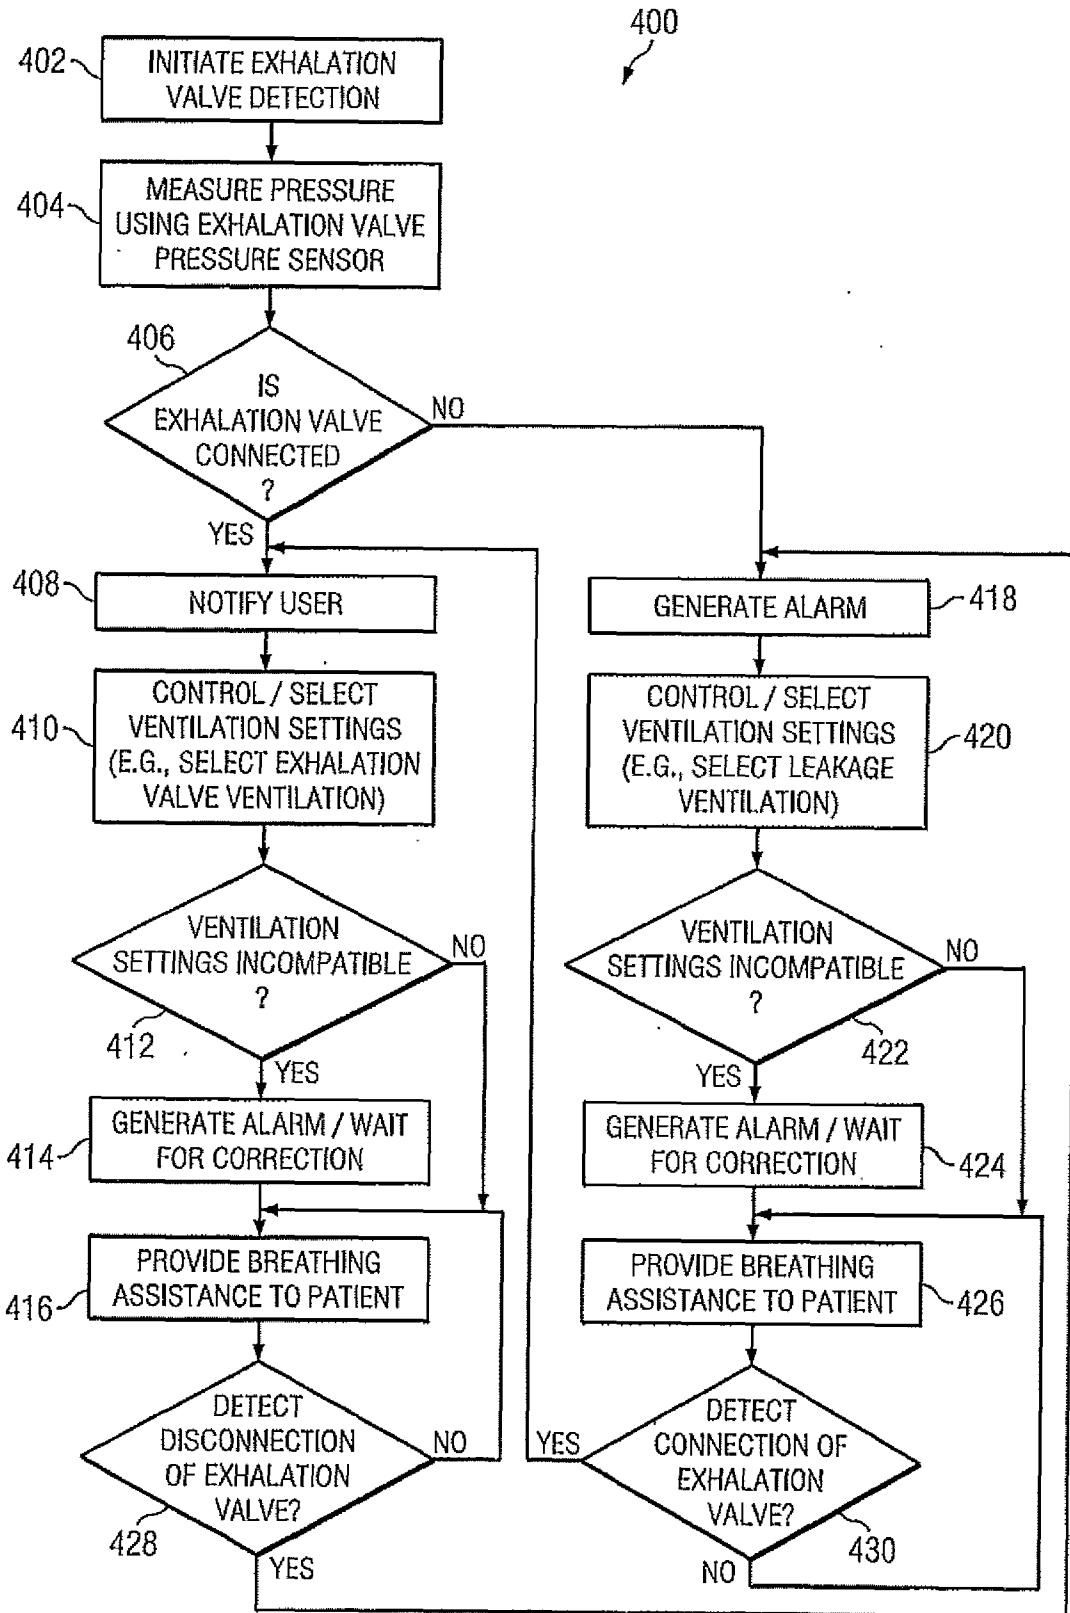 400
402
INITIATE EXHALATION
VALVE DETECTION
404
MEASURE PRESSURE
USING EXHALATION VALVE
PRESSURE SENSOR
406
IS
EXHALATION VALVE
CONNECTED
?
NO
YES
408
NOTIFY USER
410
CONTROL / SELECT
VENTILATION SETTINGS
(E.G., SELECT EXHALATION
VALVE VENTILATION)
VENTILATION
SETTINGS INCOMPATIBLE
?
NO
412
YES
414
GENERATE ALARM / WAIT
FOR CORRECTION
416
PROVIDE BREATHING
ASSISTANCE TO PATIENT
DETECT
DISCONNECTION
OF EXHALATION
VALVE?
NO
428
YES
GENERATE ALARM
418
CONTROL / SELECT
VENTILATION SETTINGS
(E.G., SELECT LEAKAGE
VENTILATION)
420
VENTILATION
SETTINGS INCOMPATIBLE
?
NO
422
YES
GENERATE ALARM / WAIT
FOR CORRECTION
424
PROVIDE BREATHING
ASSISTANCE TO PATIENT
426
YES
DETECT
CONNECTION OF
EXHALATION
VALVE?
430
NO